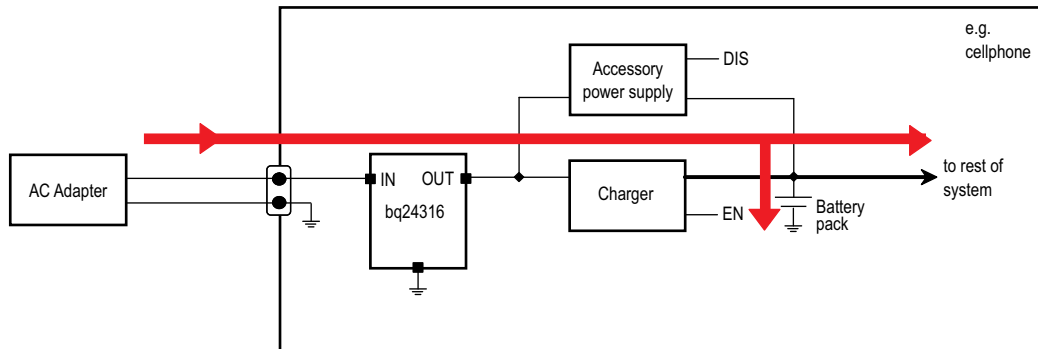 e.g.
cellphone
Accessory
power supply
DIS
AC Adapter
IN
OUT
bq24316
Charger
EN
to rest of
system
Battery
pack